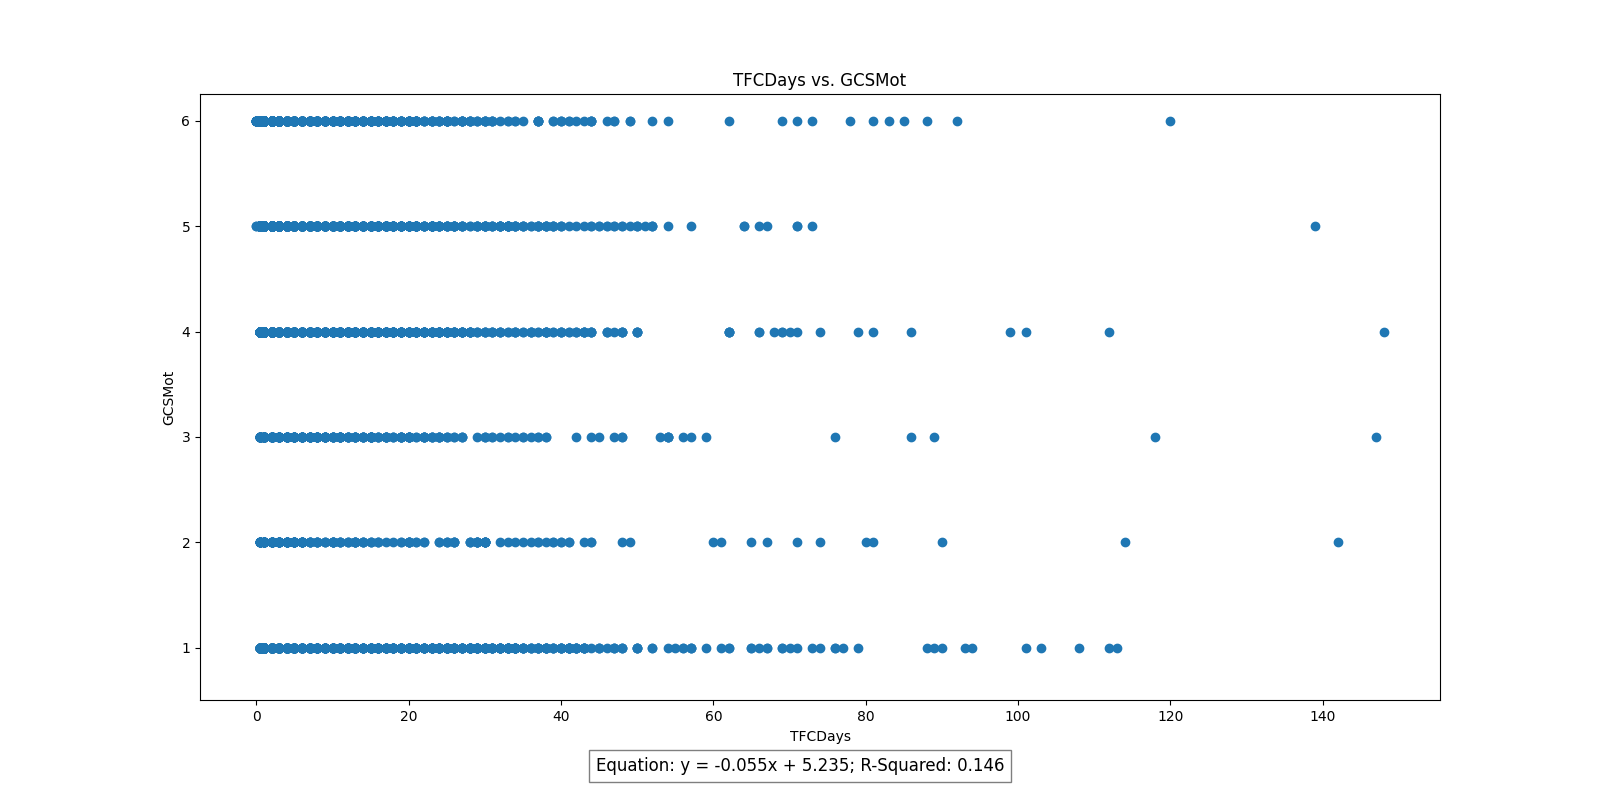 TFCDays vs. GCSMot
6
5
4
3
2
1
GCSMot
0 20 40 60 80 100 120 140
TFCDays
Equation: y = -0.055x + 5.235; R-Squared: 0.146